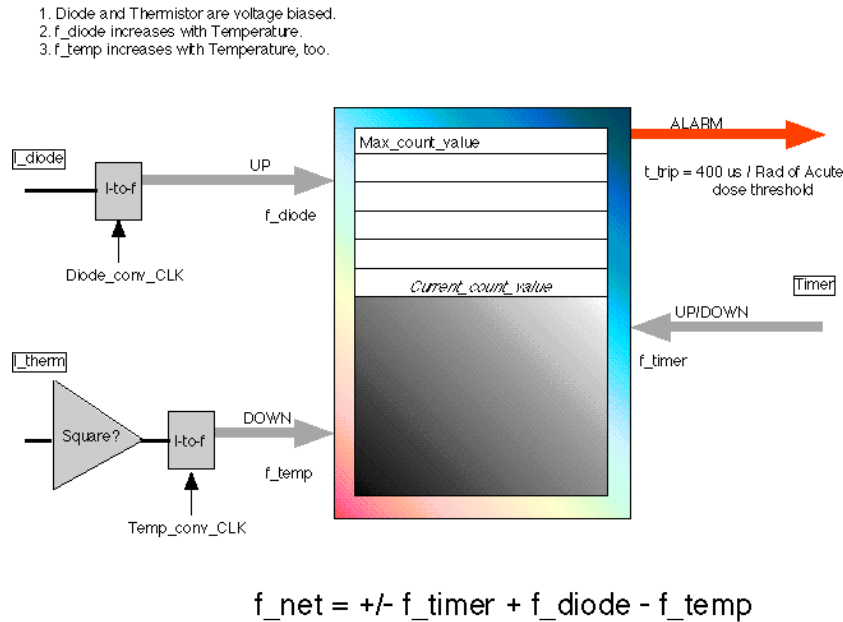 1. Diode and Thermistor are voltage biased.
2. f_diode increases with Temperature.
3. f_temp increases with Temperature, too.
I_diode
I-to-f
UP
f_diode
Diode_conv_CLK
Max_count_value
Current_count_value
ALARM
t_trip = 400 us / Rad of Acute
dose threshold
Timer
UP/DOWN
f_timer
I_therm
Square?
I-to-f
DOWN
f_temp
Temp_conv_CLK
f_net = +/- f_timer + f_diode - f_temp